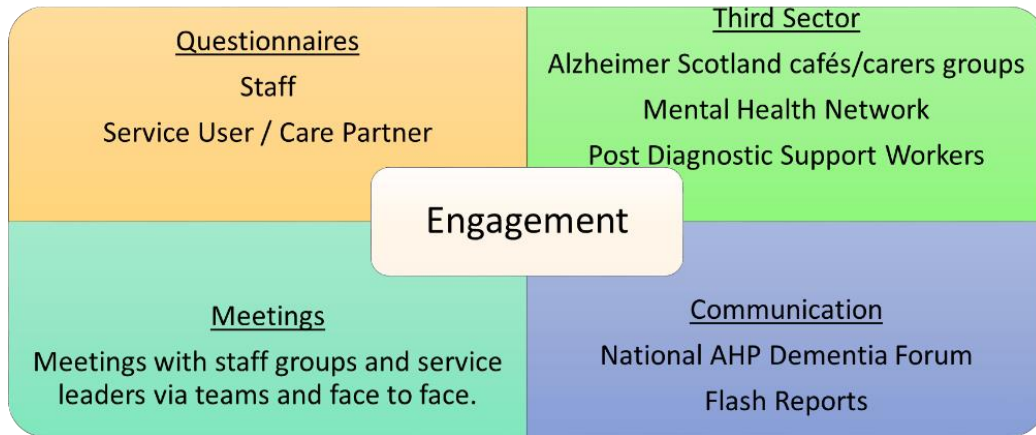 Questionnaires
Staff
Service User / Care Partner
Third Sector
Alzheimer Scotland cafés/carers groups
Mental Health Network
Post Diagnostic Support Workers
Engagement
Meetings
Meetings with staff groups and service
leaders via teams and face to face.
Communication
National AHP Dementia Forum
Flash Reports